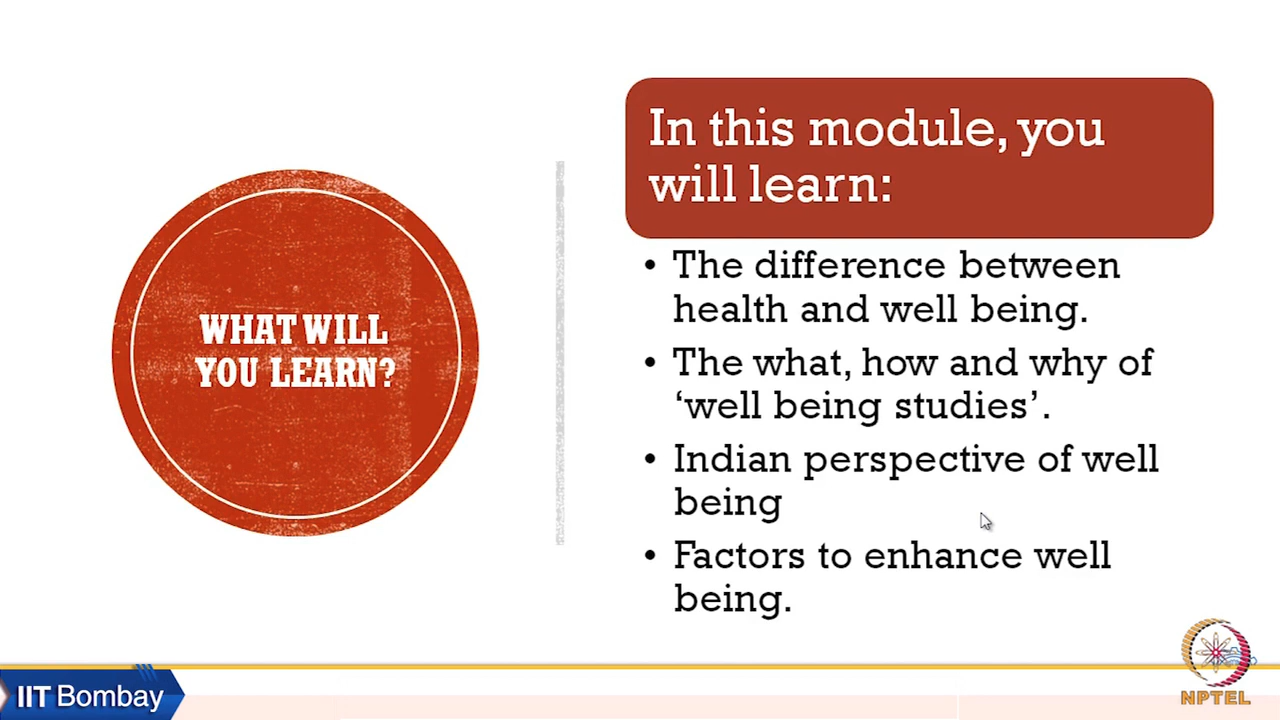 WHAT WILL
YOU LEARN?
In this module, you
will learn:
• The difference between
health and well being.
• The what, how and why of
‘well being studies’.
• Indian perspective of well
being
• Factors to enhance well
being.
IIT Bombay
NPTEL